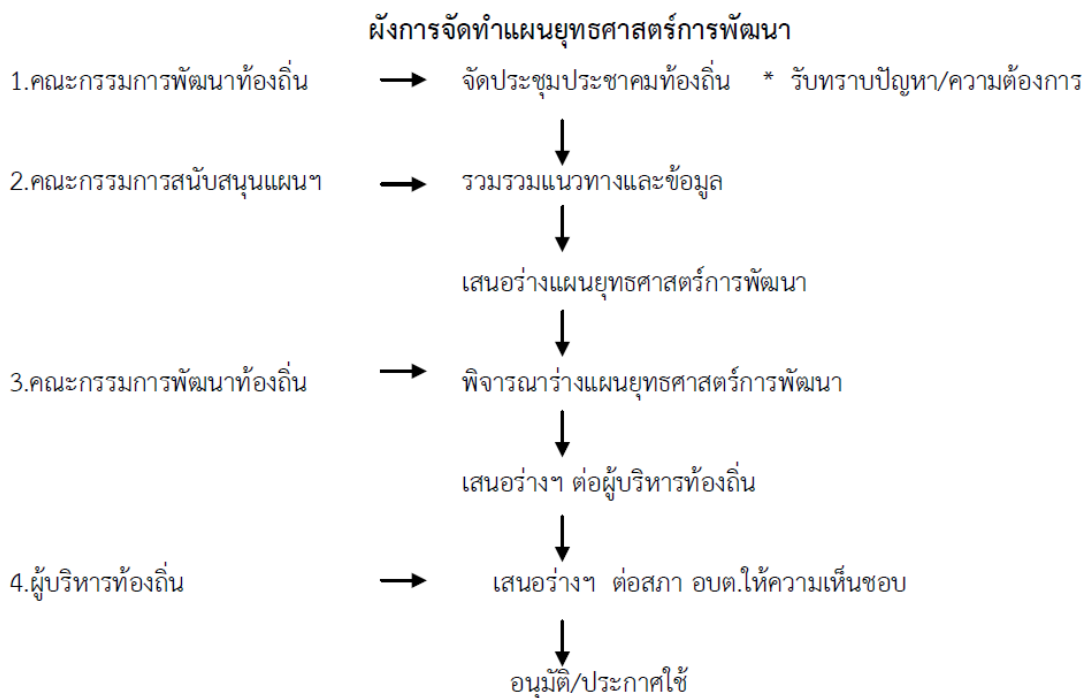 ผังการจัดทำแผนยุทธศาสตร์การพัฒนา
1.คณะกรรมการพัฒนาท้องถิ่น จัดประชุมประชาคมท้องถิ่น * รับทราบปัญหา/ความต้องการ
2.คณะกรรมการสนับสนุนแผนฯ รวมรวมแนวทางและข้อมูล
เสนอร่างแผนยุทธศาสตร์การพัฒนา
3.คณะกรรมการพัฒนาท้องถิ่น พิจารณาร่างแผนยุทธศาสตร์การพัฒนา
เสนอร่างฯ ต่อผู้บริหารท้องถิ่น
4.ผู้บริหารท้องถิ่น เสนอร่างฯ ต่อสภา อบต.ให้ความเห็นชอบ
อนุมัติ/ประกาศใช้